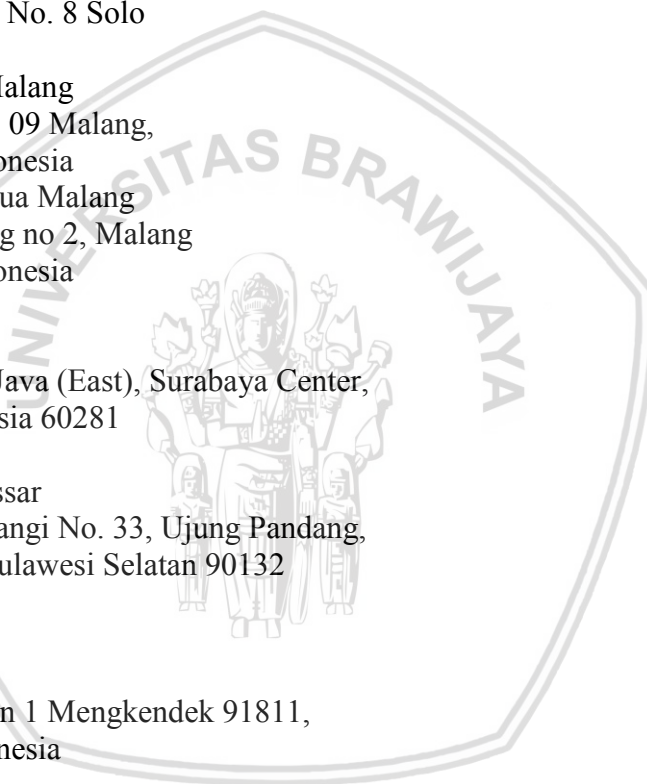 No. 8 Solo
Malang
09 Malang,
onesia
ua Malang
g no 2, Malang
onesia
Java (East), Surabaya Center,
sia 60281
ssar
angi No. 33, Ujung Pandang,
ulawesi Selatan 90132
n 1 Mengkendek 91811,
nesia
UNIVERSITAS BRAWIJAYA